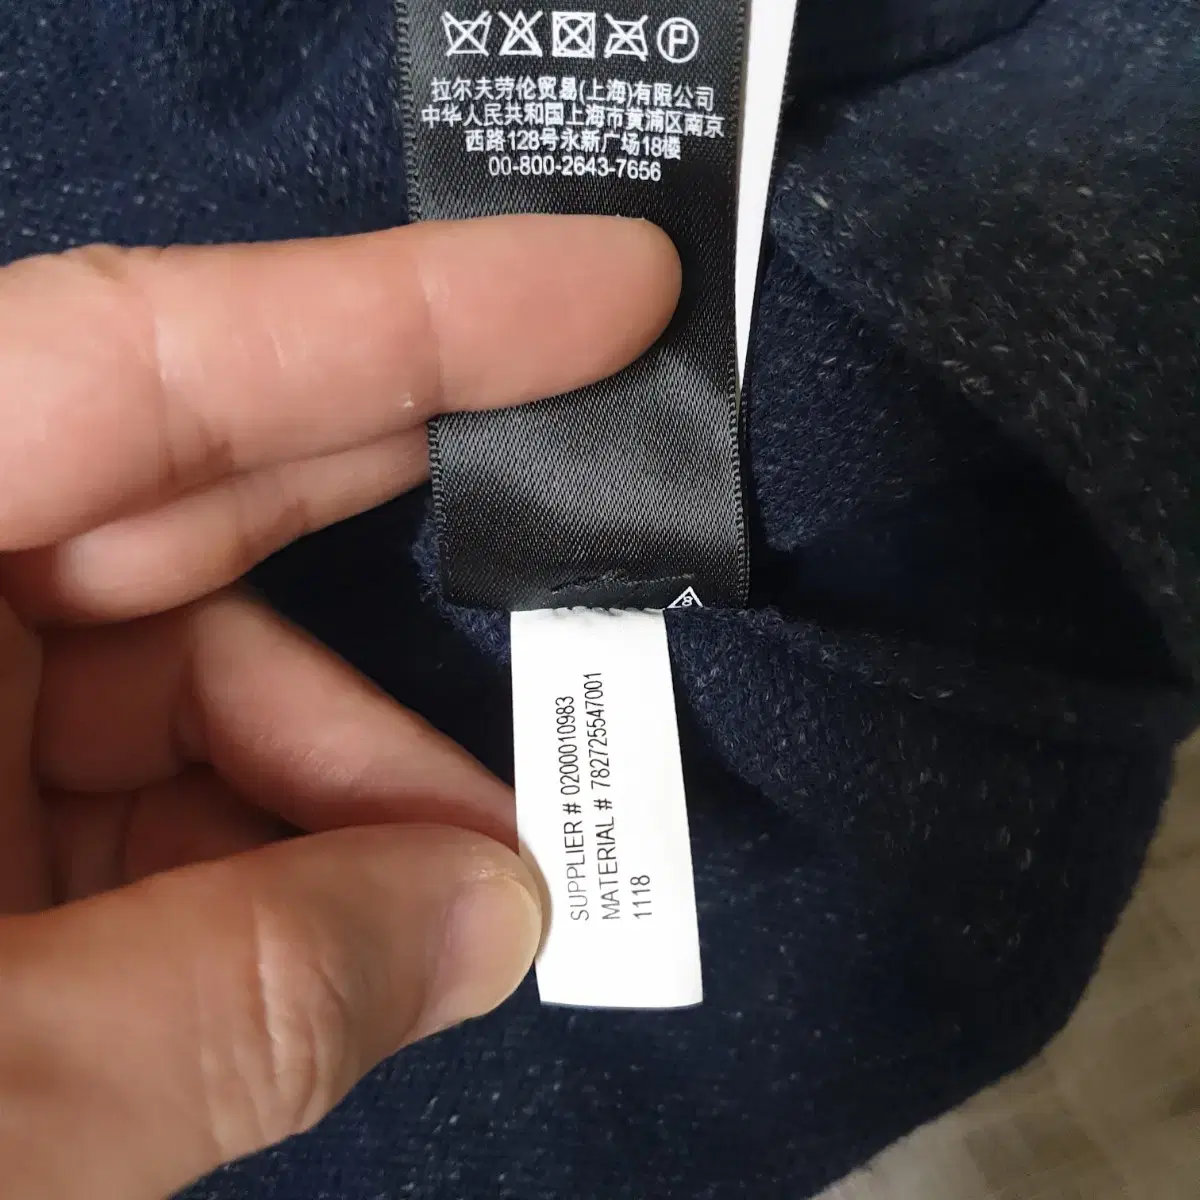 P
拉尔夫劳伦贸易(上海)有限公司
中华人民共和国上海市黄浦区南京
西路128号永新广场18楼
00-800-2643-7656
8
SUPPLIER # 0200010983
MATERIAL # 782725547001
1118